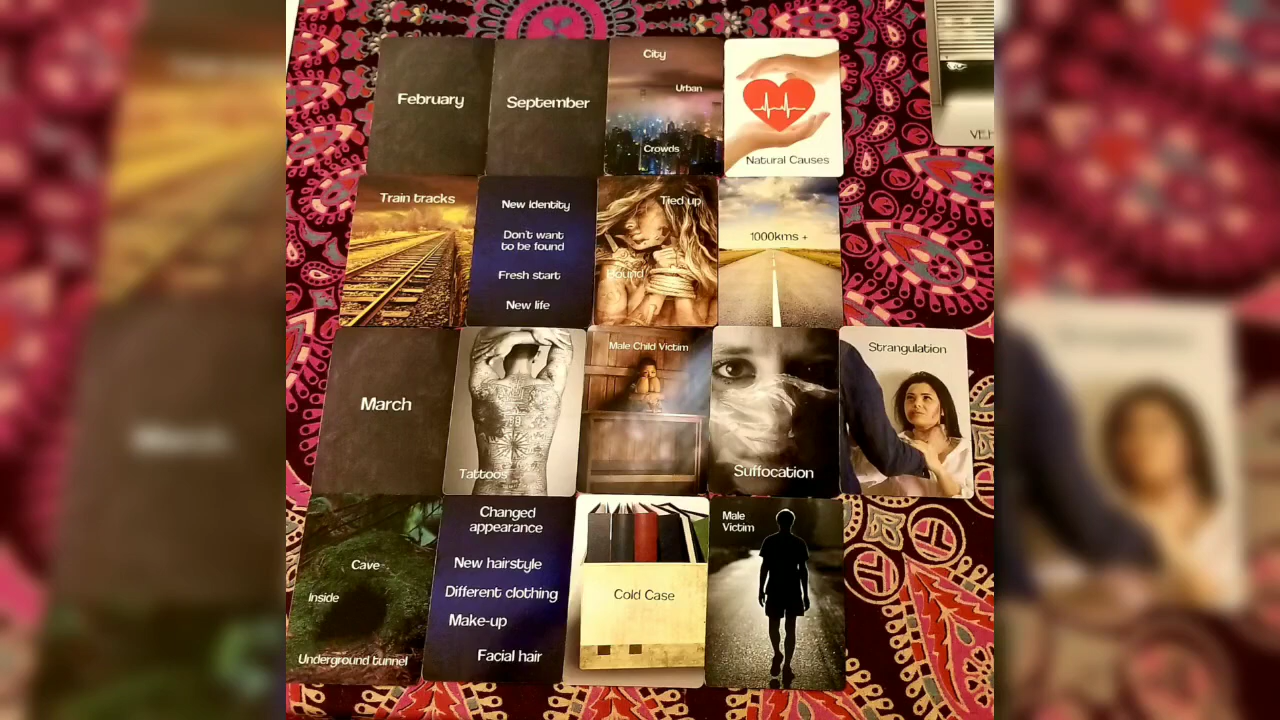 February
September
City
Urban
Crowds
Natural Causes
VEH
Train tracks
New Identity
Don't want
to be found
Fresh start
New life
Tied up
Bound
1000kms +
March
Tattoos
Male Child Victim
Suffocation
Strangulation
Cave
Inside
Underground tunnel
Changed
appearance
New hairstyle
Different clothing
Make-up
Facial hair
Cold Case
Male
Victim